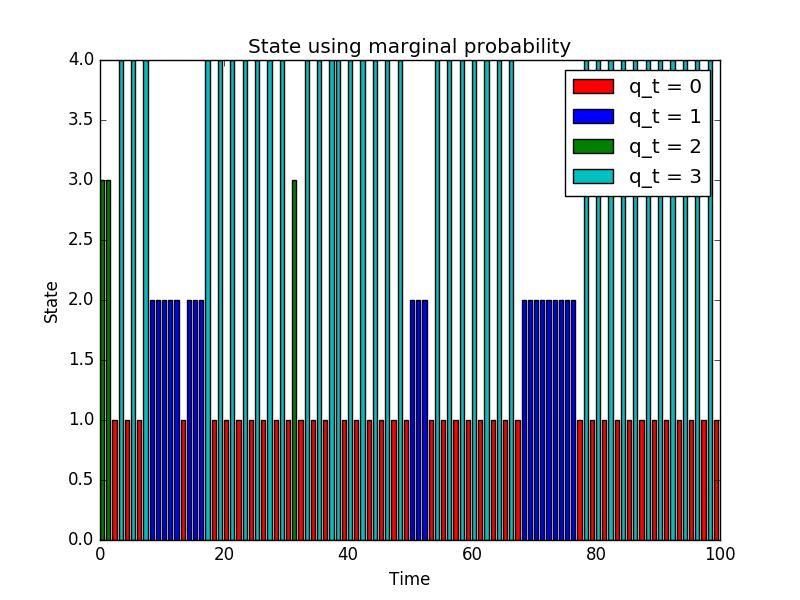 State using marginal probability
4.0
3.5
3.0
2.5
2.0
1.5
1.0
0.5
0.0
State
q_t = 0
q_t = 1
q_t = 2
q_t = 3
0 20 40 60 80 100
Time